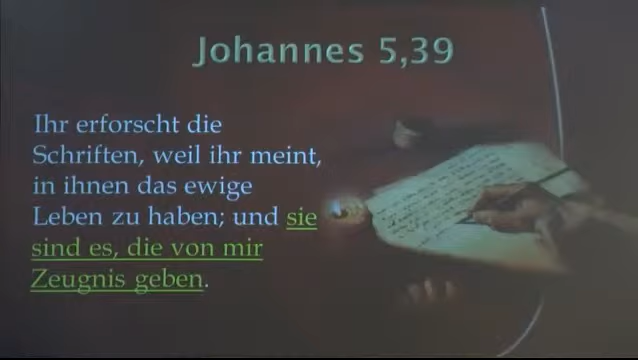 Johannes 5,39
Ihr erforscht die
Schriften, weil ihr meint,
in ihnen das ewige
Leben zu haben; und sie
sind es, die von mir
Zeugnis geben.